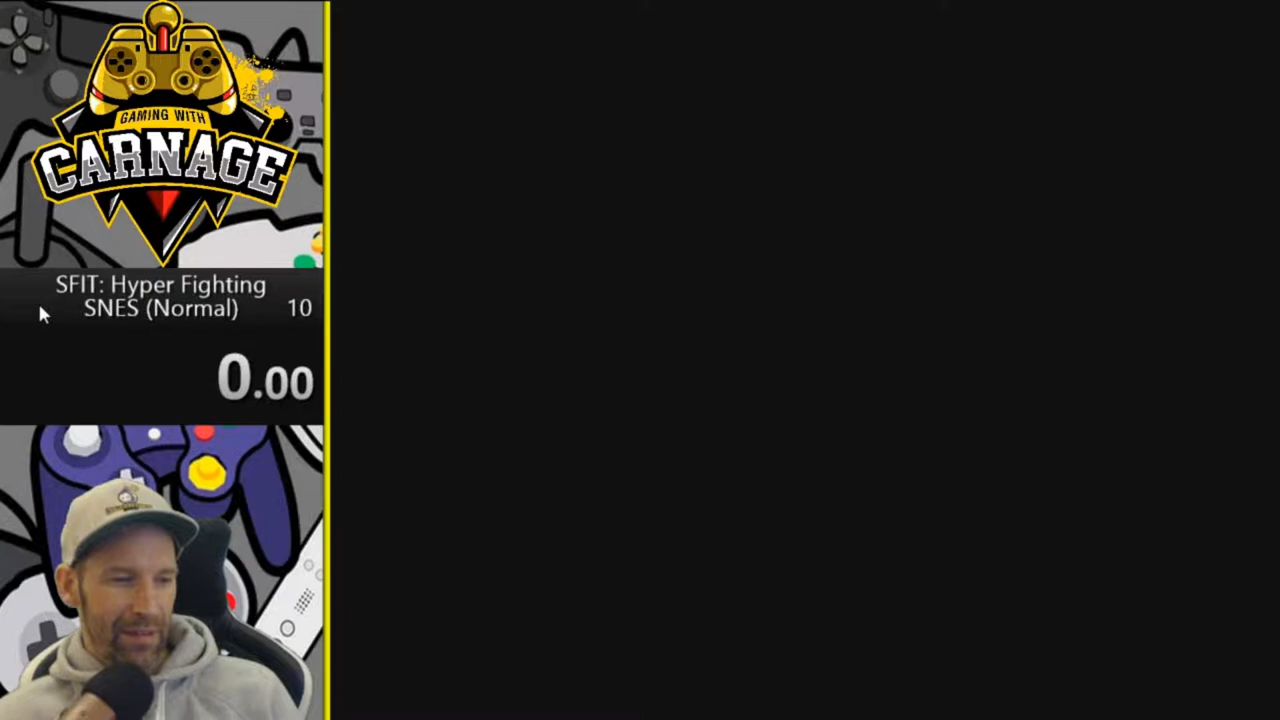 GAMING WITH
CARNAGE
SFIT: Hyper Fighting
SNES (Normal) 10
0.00